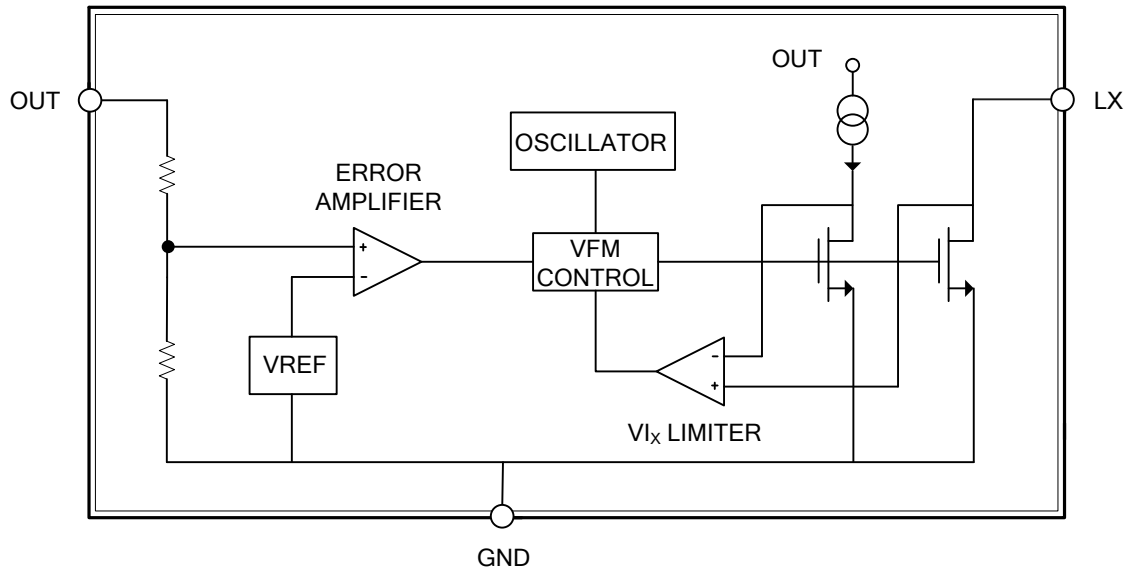 OUT
OUT
LX
OSCILLATOR
ERROR
AMPLIFIER
+
-
VFM
CONTROL
VREF
-
+
VIX LIMITER
GND